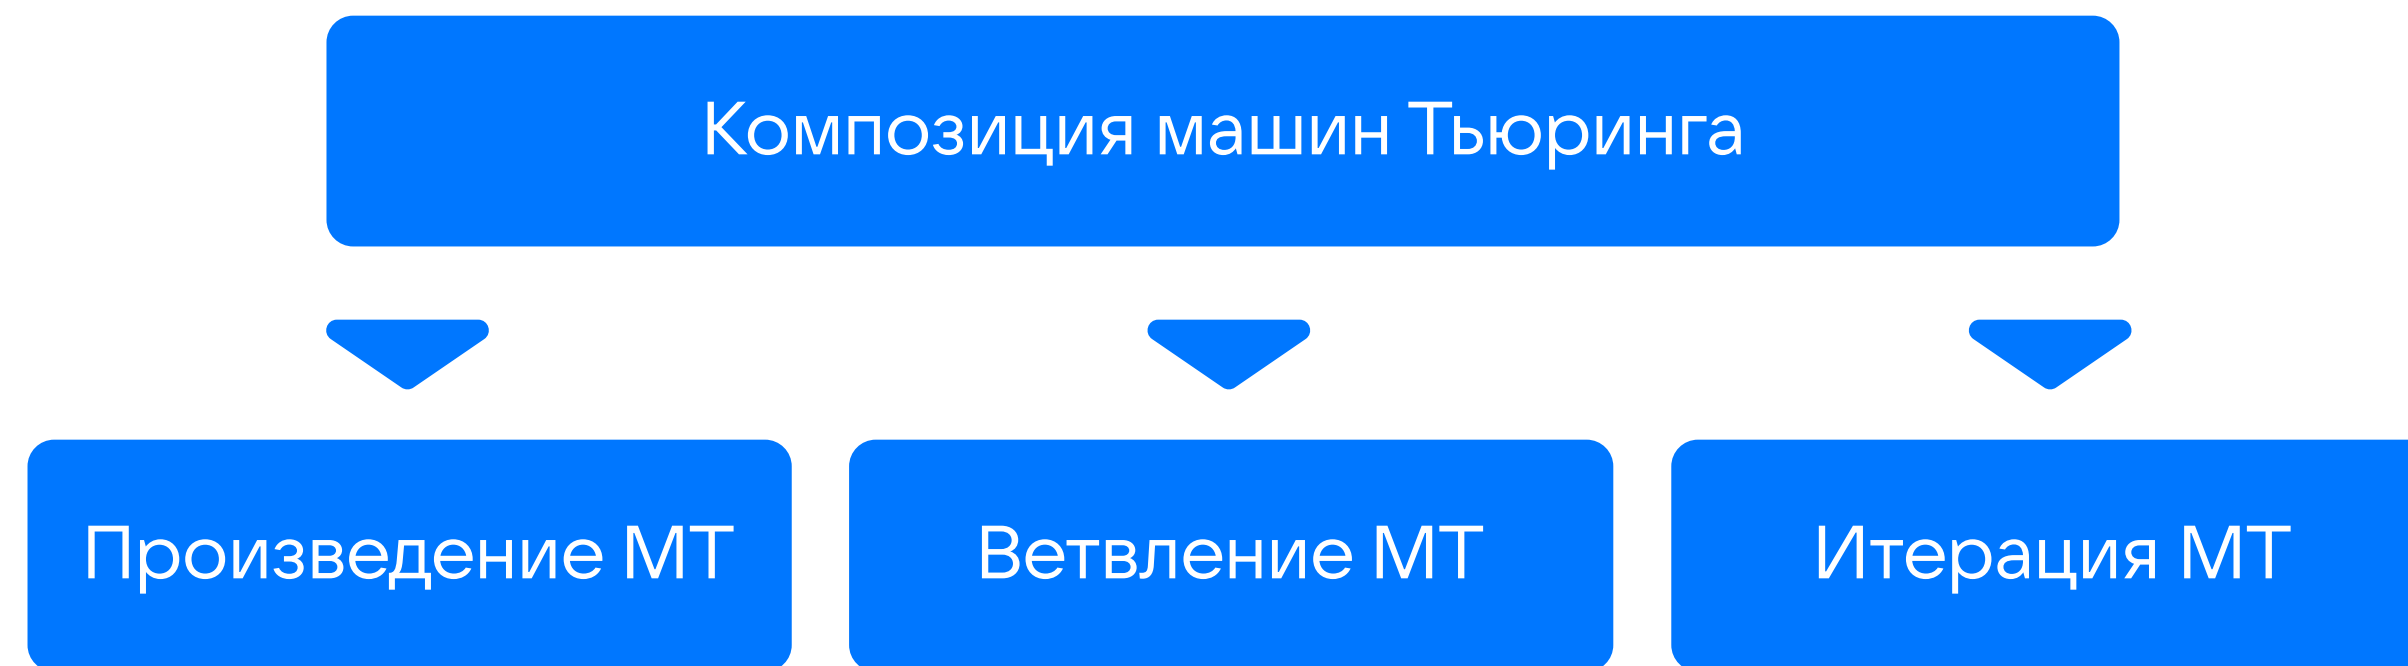 Композиция машин Тьюринга
Произведение МТ
Ветвление МТ
Итерация МТ